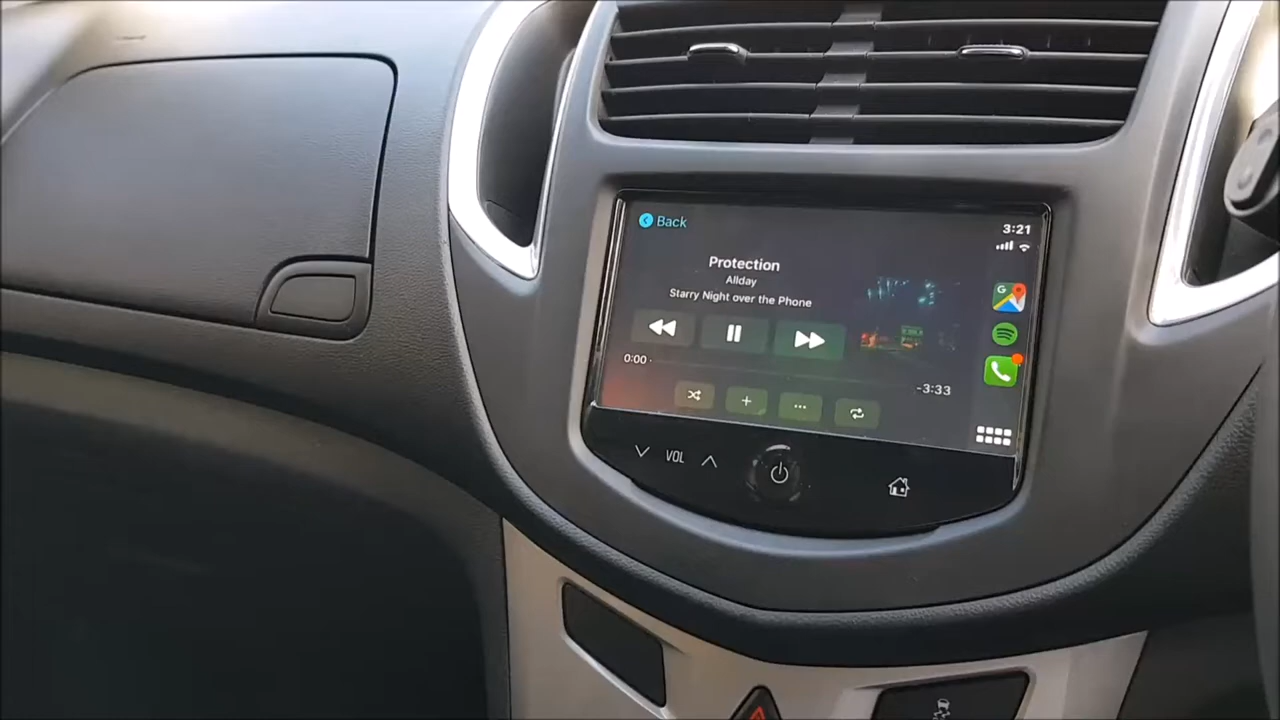 Back
3:21
Protection
Allday
Starry Night over the Phone
0:00
-3:33
VOL